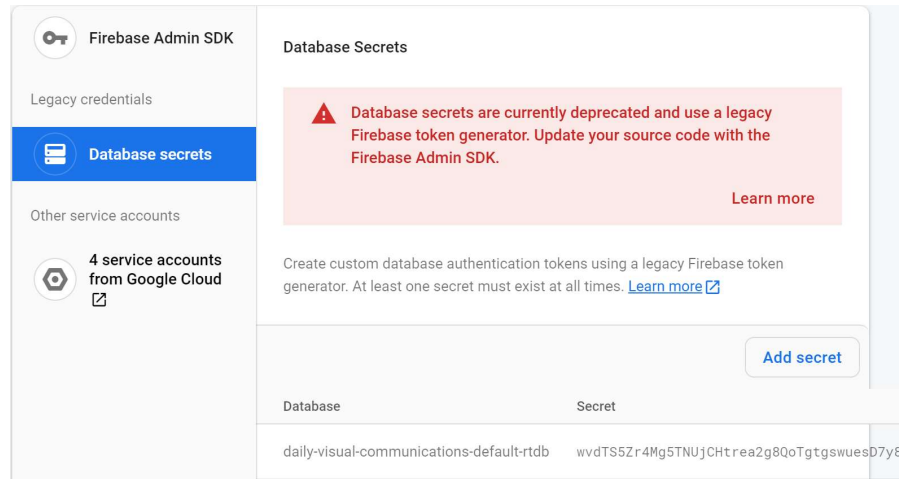 Firebase Admin SDK
Legacy credentials
Database secrets
Other service accounts
4 service accounts
from Google Cloud
Database Secrets
Database secrets are currently deprecated and use a legacy
Firebase token generator. Update your source code with the
Firebase Admin SDK.
Learn more
Create custom database authentication tokens using a legacy Firebase token
generator. At least one secret must exist at all times. Learn more
Add secret
Database Secret
daily-visual-communications-default-rtdb wvdTS5Zr4Mg5TNUjCHtrea2g8QoTgtgswuesD7y8